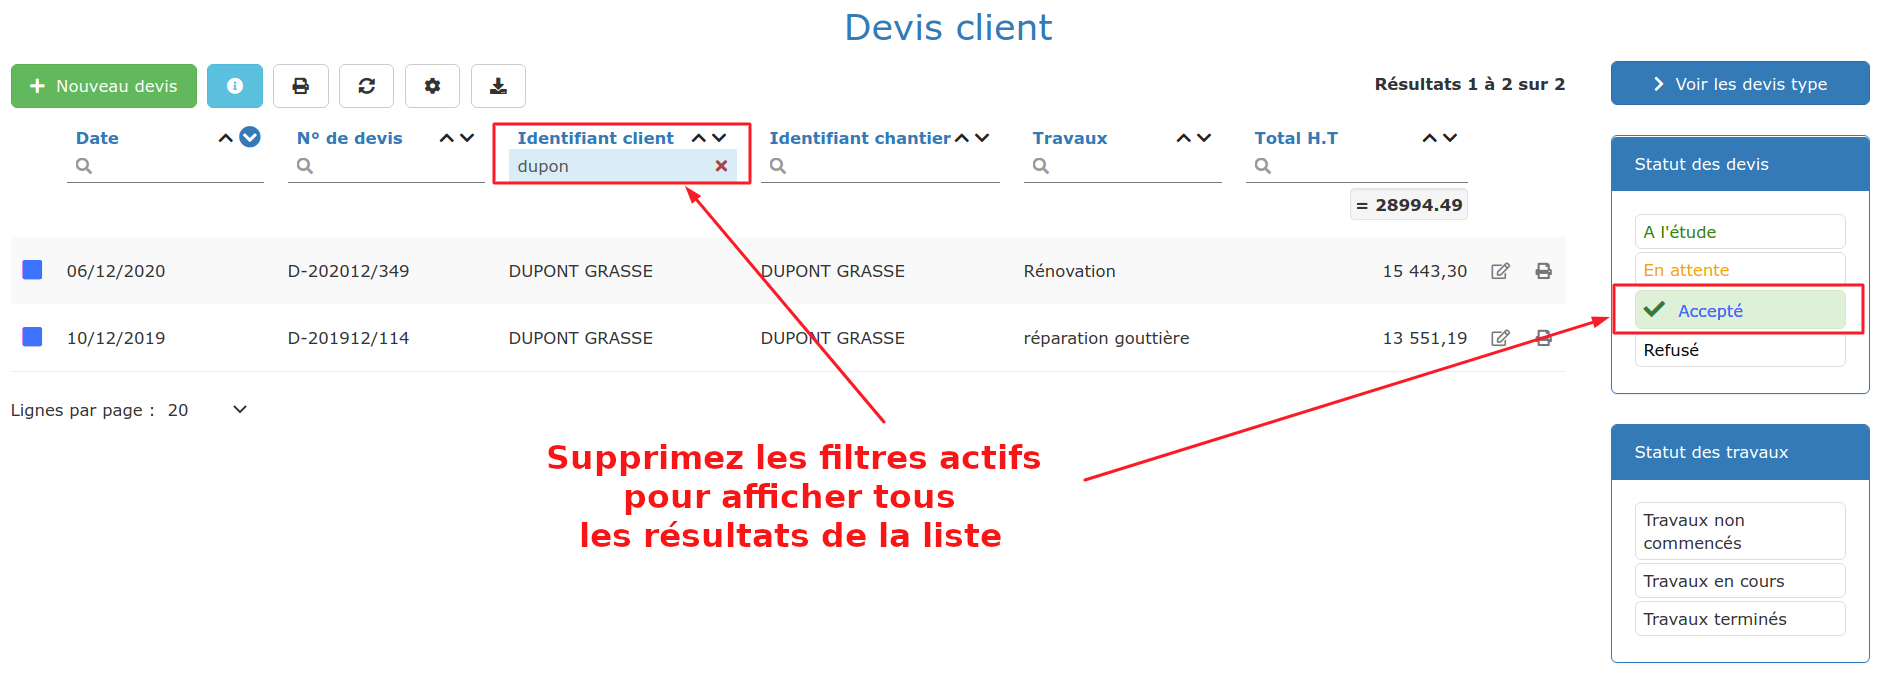 Devis client
Nouveau devis
Résultats 1 à 2 sur 2
Voir les devis type
Date N° de devis Identifiant client Identifiant chantier Travaux Total H.T
dupon
= 28994.49
06/12/2020 D-202012/349 DUPONT GRASSE DUPONT GRASSE Rénovation 15 443,30
10/12/2019 D-201912/114 DUPONT GRASSE DUPONT GRASSE réparation gouttière 13 551,19
Lignes par page : 20
Supprimez les filtres actifs
pour afficher tous
les résultats de la liste
Statut des devis
A l'étude
En attente
Accepté
Refusé
Statut des travaux
Travaux non
commencés
Travaux en cours
Travaux terminés